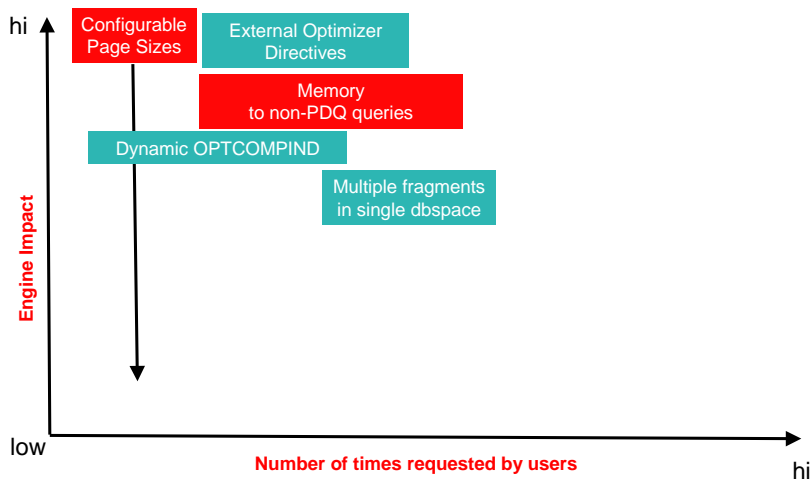 hi
Configurable
Page Sizes
External Optimizer
Directives
Memory
to non-PDQ queries
Dynamic OPTCOMPIND
Multiple fragments
in single dbspace
Engine Impact
low
Number of times requested by users
hi